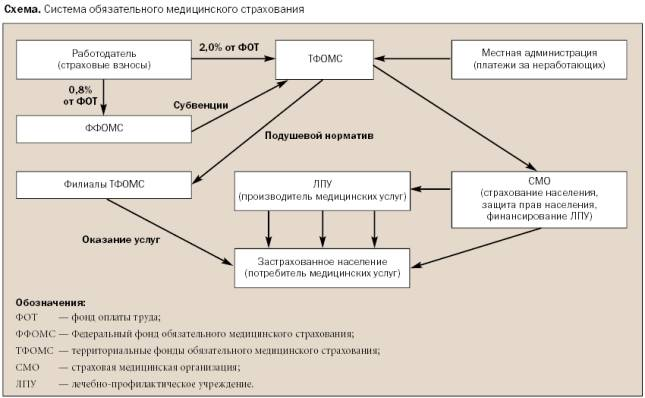 Схема. Система обязательного медицинского страхования
Работодатель
(страховые взносы)
2,0% от ФОТ
ТФОМС
Местная администрация
(платежи за неработающих)
0,8%
от ФОТ
Субвенции
ФФОМС
Подушевой норматив
Филиалы ТФОМС
ЛПУ
(производитель медицинских услуг)
СМО
(страхование населения,
защита прав населения,
финансирование ЛПУ)
Оказание услуг
Застрахованное население
(потребитель медицинских услуг)
Обозначения:
ФОТ — фонд оплаты труда;
ФФОМС — Федеральный фонд обязательного медицинского страхования;
ТФОМС — территориальные фонды обязательного медицинского страхования;
СМО — страховая медицинская организация;
ЛПУ — лечебно-профилактическое учреждение.